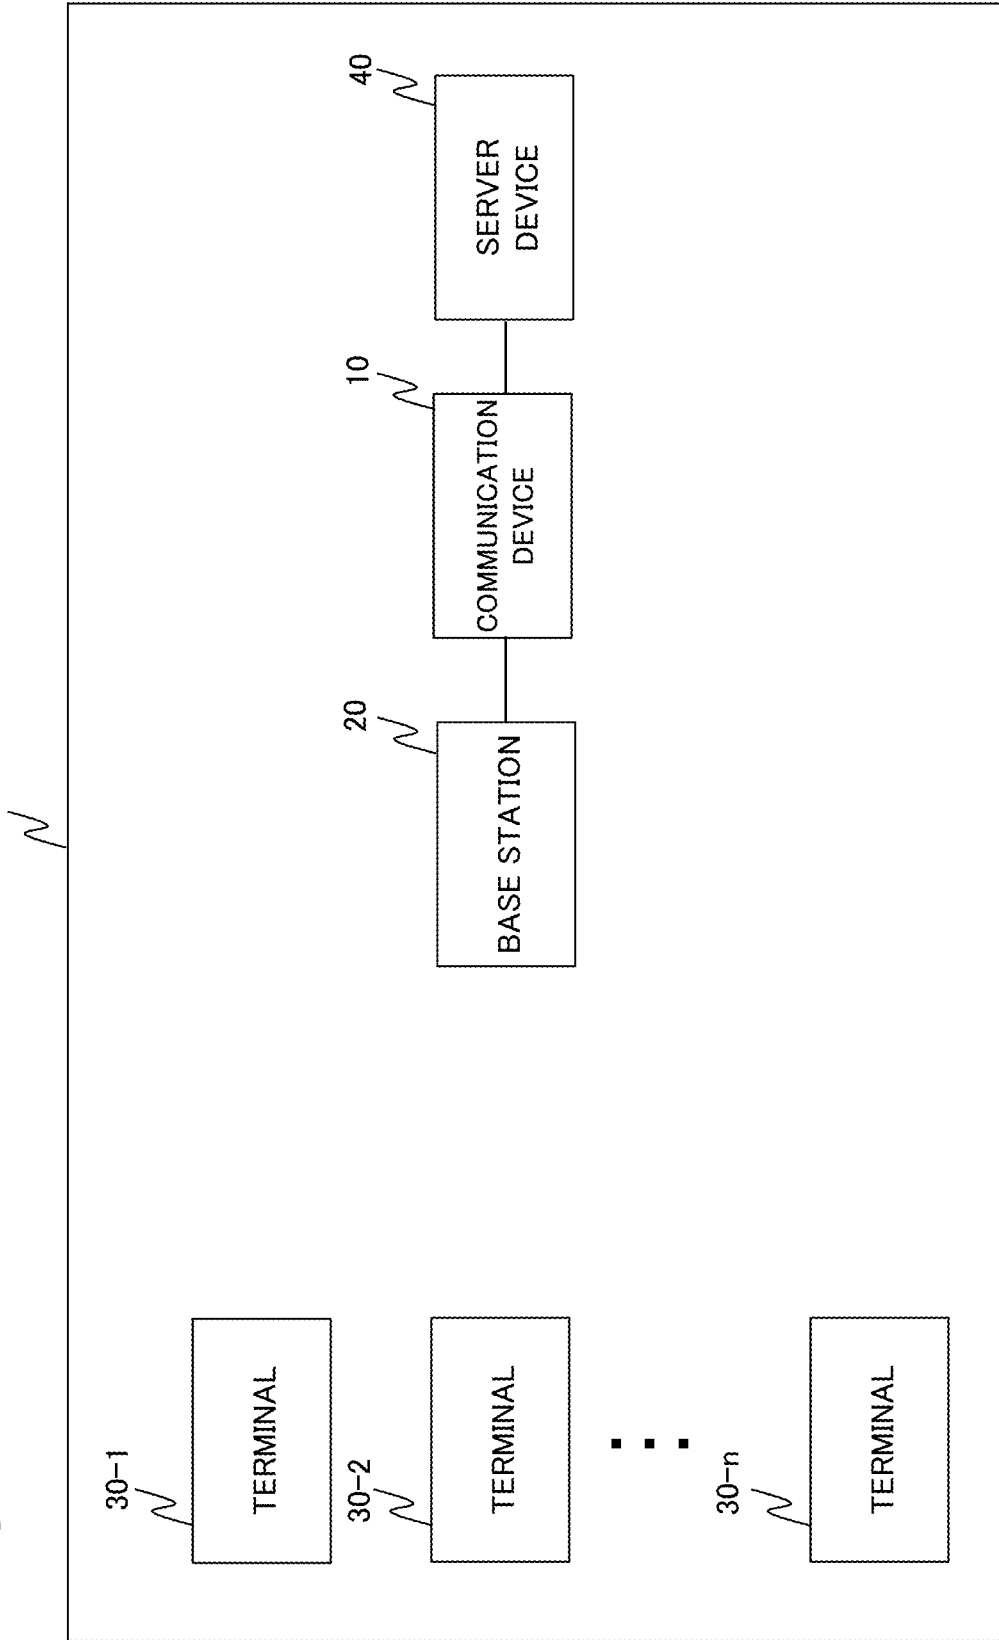 30-1
TERMINAL
30-2
TERMINAL
30-n
TERMINAL
20
BASE STATION
10
COMMUNICATION
DEVICE
40
SERVER
DEVICE